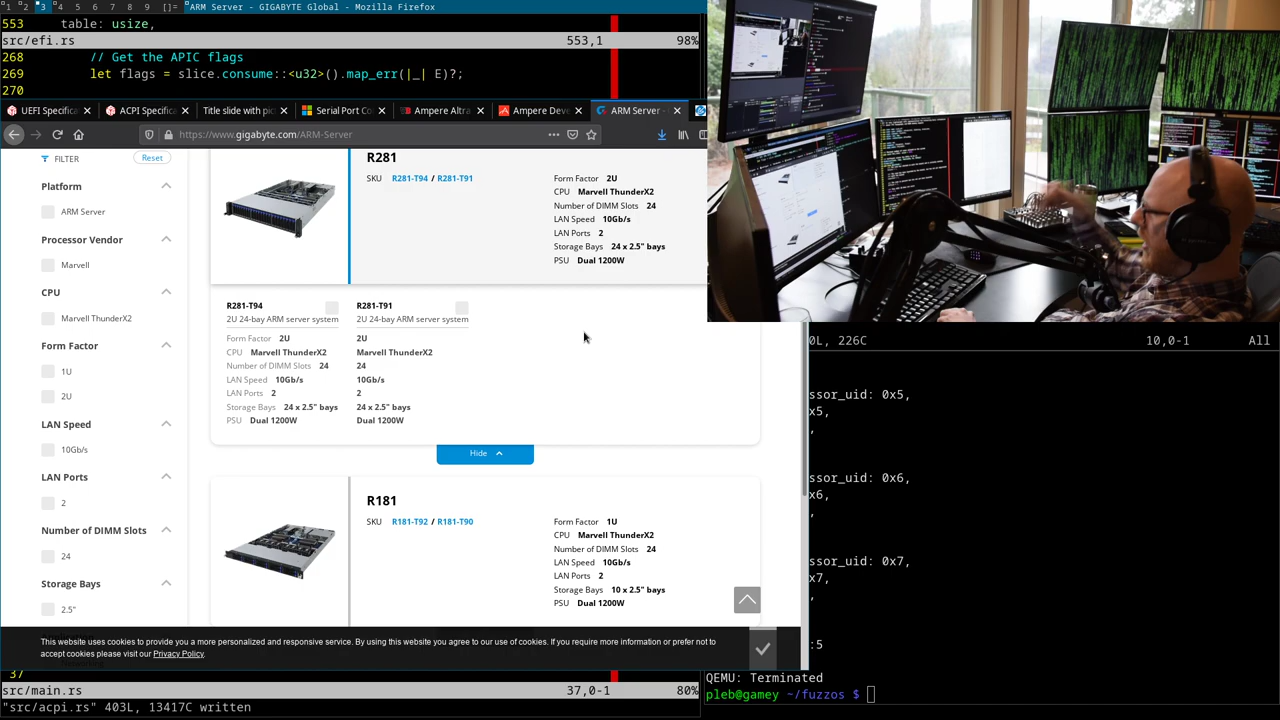 1 2 3 4 5 6 7 8 9 []= ARM Server - GIGABYTE Global - Mozilla Firefox
553 table: usize,
src/efi.rs 553,1 98%
268 // Get the APIC flags
269 let flags = slice.consume::<u32>().map_err(|_| E)?;
270
UEFI Specifica ACPI Specific Title slide with pi Serial Port Co Ampere Altra Ampere Deve ARM Server -
https://www.gigabyte.com/ARM-Server
FILTER Reset
Platform
ARM Server
Processor Vendor
Marvell
CPU
Marvell ThunderX2
Form Factor
1U
2U
LAN Speed
10Gb/s
LAN Ports
2
Number of DIMM Slots
24
Storage Bays
2.5"
R281
SKU R281-T94 / R281-T91
Form Factor 2U
CPU Marvell ThunderX2
Number of DIMM Slots 24
LAN Speed 10Gb/s
LAN Ports 2
Storage Bays 24 x 2.5" bays
PSU Dual 1200W
R281-T94 R281-T91
2U 24-bay ARM server system 2U 24-bay ARM server system
Form Factor 2U 2U
CPU Marvell ThunderX2 Marvell ThunderX2
Number of DIMM Slots 24 24
LAN Speed 10Gb/s 10Gb/s
LAN Ports 2 2
Storage Bays 24 x 2.5" bays 24 x 2.5" bays
PSU Dual 1200W Dual 1200W
Hide
R181
SKU R181-T92 / R181-T90
Form Factor 1U
CPU Marvell ThunderX2
Number of DIMM Slots 24
LAN Speed 10Gb/s
LAN Ports 2
Storage Bays 10 x 2.5" bays
PSU Dual 1200W
This website uses cookies to provide you a more personalized and responsive service. By using this website you agree to our use of cookies. If you require more information or prefer not to
accept cookies please visit our Privacy Policy.
37
src/main.rs 37,0-1 80%
"src/acpi.rs" 403L, 13417C written
0L, 226C 10,0-1 All
ssor_uid: 0x5,
x5,
,
ssor_uid: 0x6,
x6,
,
ssor_uid: 0x7,
x7,
,
:5
QEMU: Terminated
pleb@gamey ~/fuzzos $